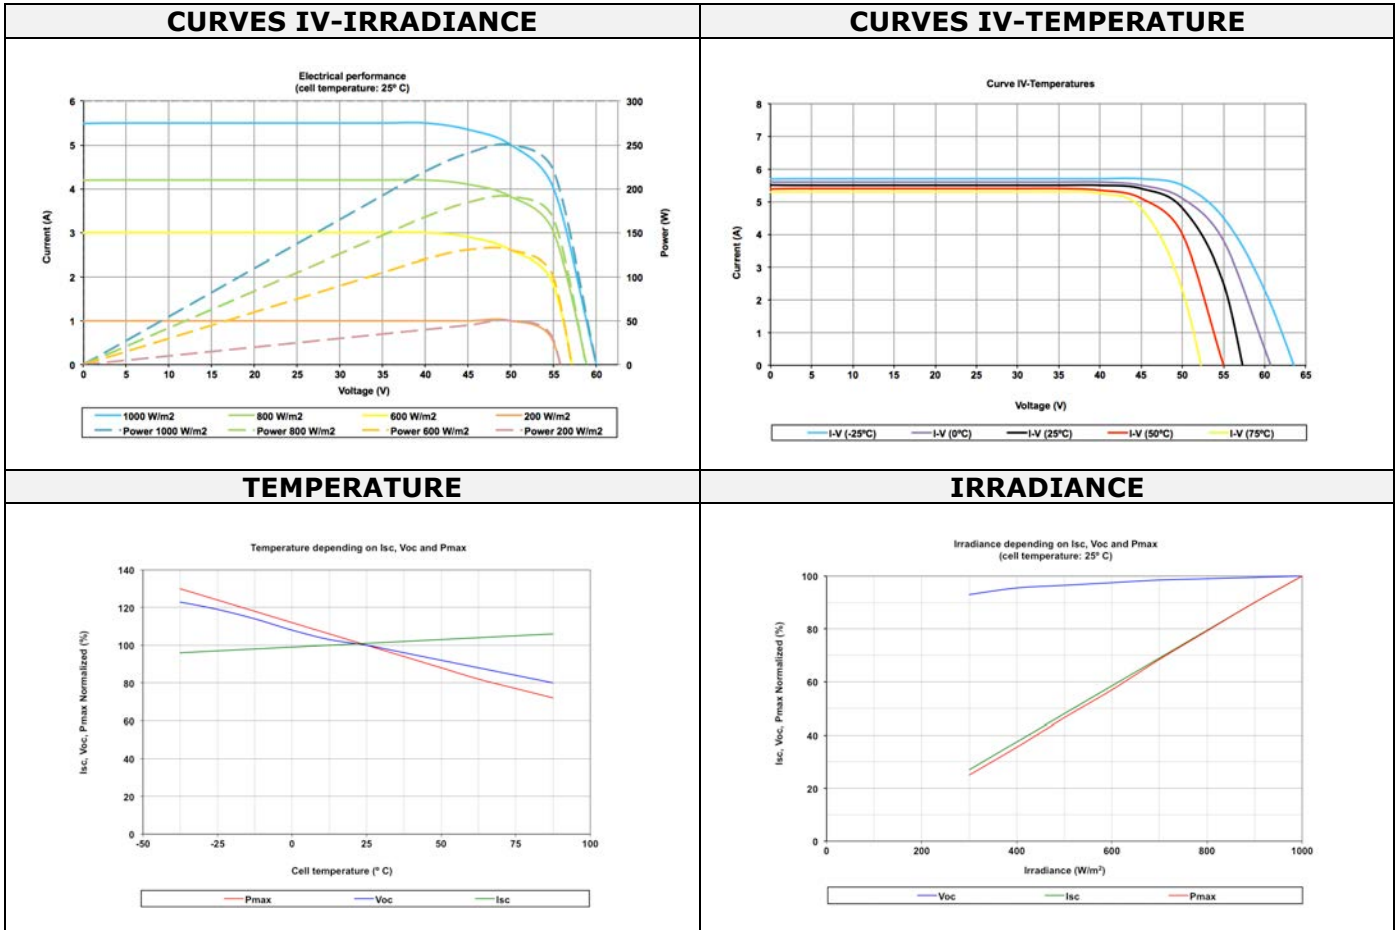 CURVES IV-IRRADIANCE
CURVES IV-TEMPERATURE
Electrical performance
(cell temperature: 25º C)
6
5
4
3
2
1
0
Current (A)
300
250
200
150
100
50
0
Power (W)
0 5 10 15 20 25 30 35 40 45 50 55 60
Voltage (V)
1000 W/m2 800 W/m2 600 W/m2 200 W/m2
Power 1000 W/m2 Power 800 W/m2 Power 600 W/m2 Power 200 W/m2
Curve IV-Temperatures
8
7
6
5
4
3
2
1
0
Current (A)
0 5 10 15 20 25 30 35 40 45 50 55 60 65
Voltage (V)
I-V (-25ºC) I-V (0ºC) I-V (25ºC) I-V (50ºC) I-V (75ºC)
TEMPERATURE
IRRADIANCE
Temperature depending on Isc, Voc and Pmax
140
120
100
80
60
40
20
0
Isc, Voc, Pmax Normalized (%)
-50 -25 0 25 50 75 100
Cell temperature (º C)
Pmax Voc Isc
Irradiance depending on Isc, Voc and Pmax
(cell temperature: 25º C)
100
80
60
40
20
0
Isc, Voc, Pmax Normalized (%)
0 200 400 600 800 1000
Irradiance (W/m²)
Voc Isc Pmax